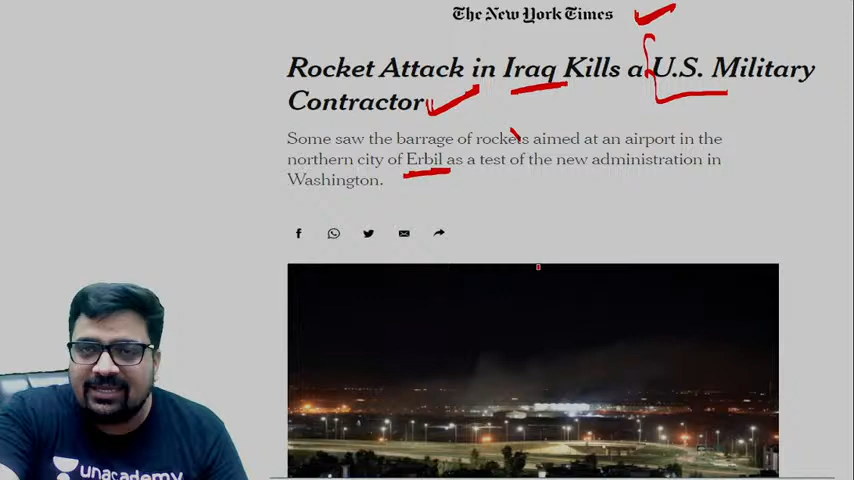 The New York Times
Rocket Attack in Iraq Kills a U.S. Military
Contractor
Some saw the barrage of rockets aimed at an airport in the
northern city of Erbil as a test of the new administration in
Washington.
unacademy